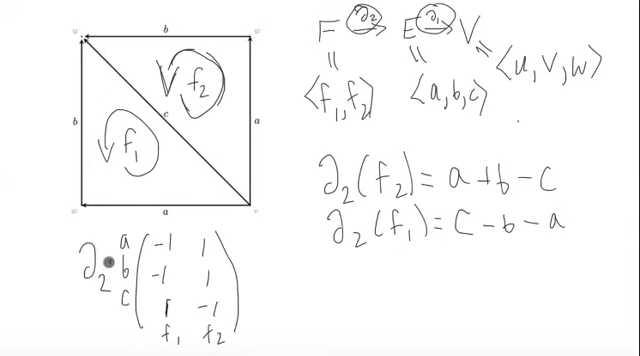 u b w
b c a
f₂
f₁
w a v
F ∂₂ E ∂₁ V
॥ ॥ = ⟨u, v, w⟩
⟨f₁, f₂⟩ ⟨a, b, c⟩
∂₂(f₂) = a + b - c
∂₂(f₁) = c - b - a
∂₂ a -1 1
b -1 1
c 1 -1
f₁ f₂